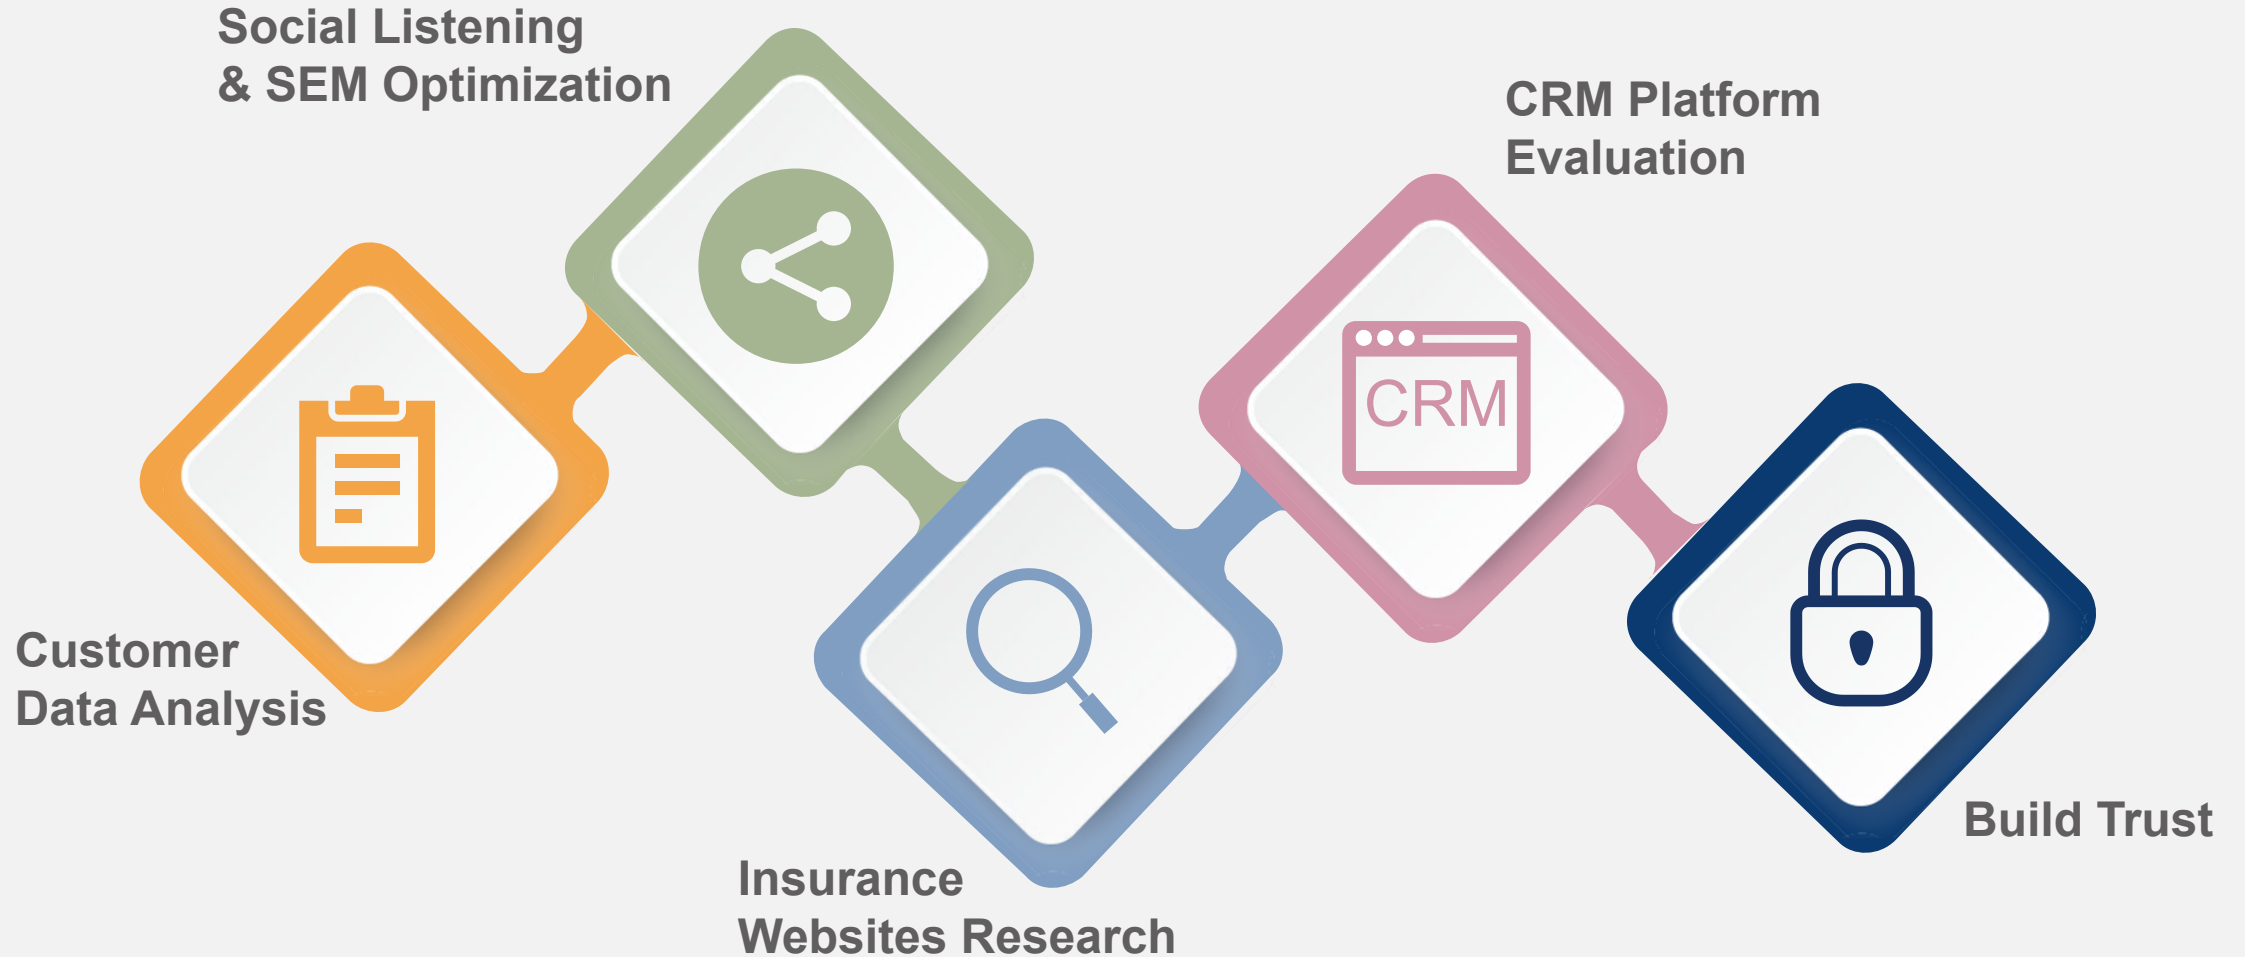 Social Listening
& SEM Optimization
CRM Platform
Evaluation
CRM
Customer
Data Analysis
Build Trust
Insurance
Websites Research